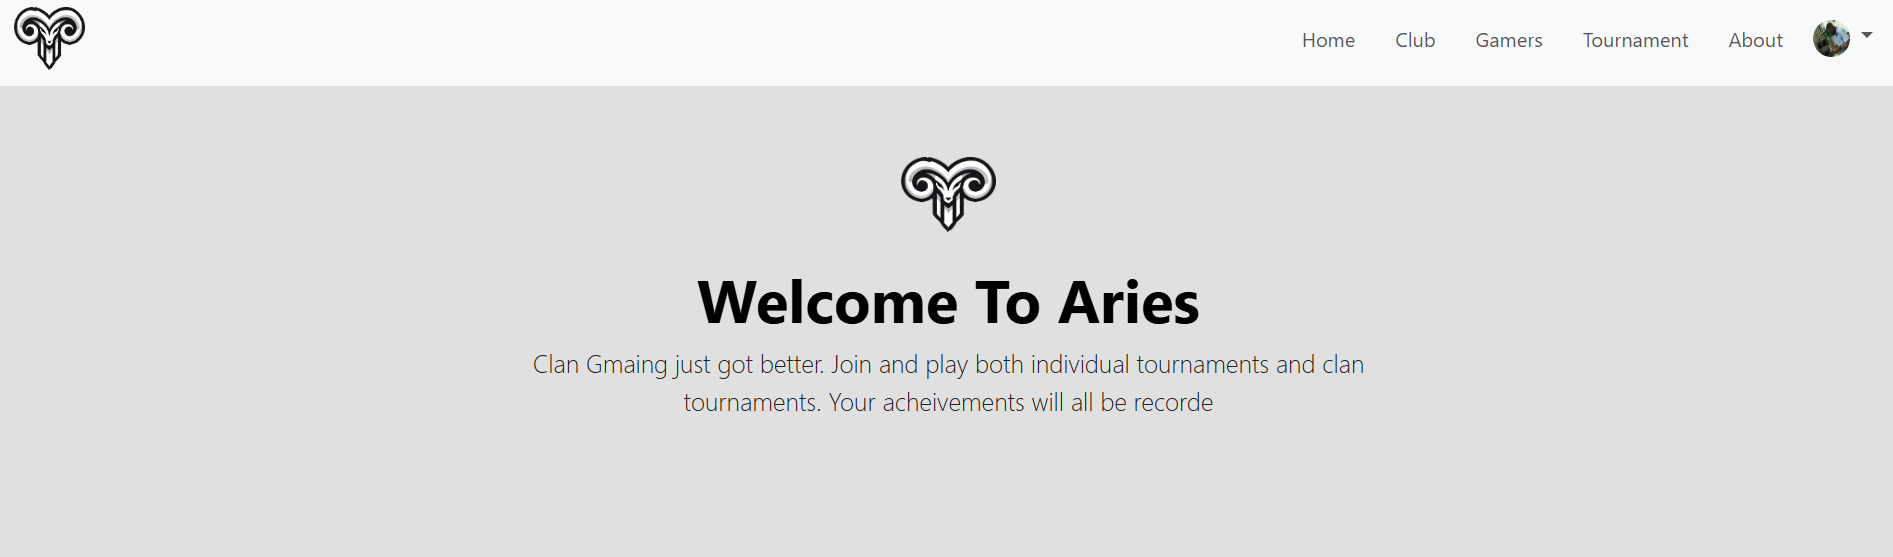 Home Club Gamers Tournament About
Welcome To Aries
Clan Gmaing just got better. Join and play both individual tournaments and clan
tournaments. Your acheivements will all be recorde